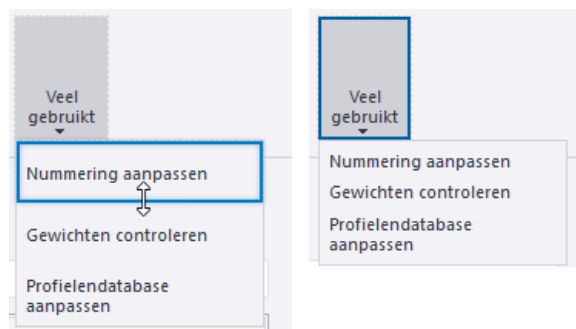 Veel
gebruikt
Nummering aanpassen
Gewichten controleren
Profielendatabase
aanpassen
Veel
gebruikt
Nummering aanpassen
Gewichten controleren
Profielendatabase
aanpassen